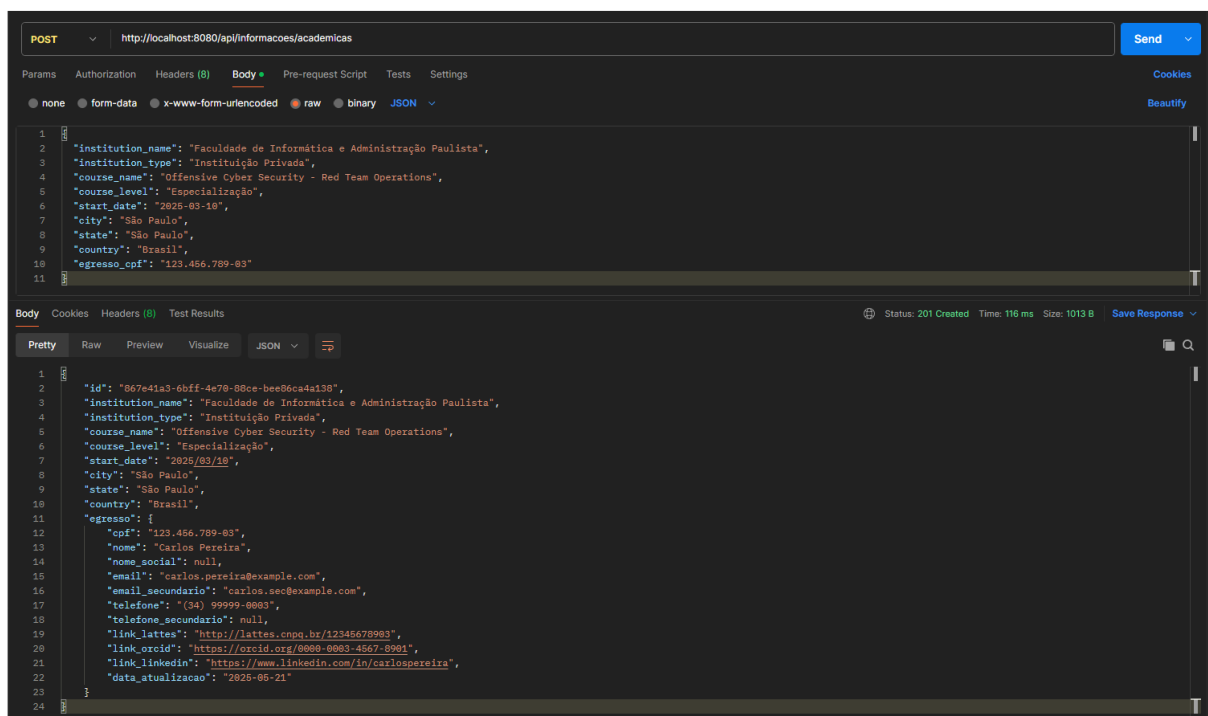 POST http://localhost:8080/api/informacoes/academicas Send
Params Authorization Headers (8) Body Pre-request Script Tests Settings Cookies
none form-data x-www-form-urlencoded raw binary JSON Beautify
1 {
2 "institution_name": "Faculdade de Informática e Administração Paulista",
3 "institution_type": "Instituição Privada",
4 "course_name": "Offensive Cyber Security - Red Team Operations",
5 "course_level": "Especialização",
6 "start_date": "2025-03-10",
7 "city": "São Paulo",
8 "state": "São Paulo",
9 "country": "Brasil",
10 "egresso_cpf": "123.456.789-03"
11 }
Body Cookies Headers (8) Test Results Status: 201 Created Time: 116 ms Size: 1013 B Save Response
Pretty Raw Preview Visualize JSON
1 {
2 "id": "867e41a3-6bff-4e70-88ce-bee86ca4a138",
3 "institution_name": "Faculdade de Informática e Administração Paulista",
4 "institution_type": "Instituição Privada",
5 "course_name": "Offensive Cyber Security - Red Team Operations",
6 "course_level": "Especialização",
7 "start_date": "2025/03/10",
8 "city": "São Paulo",
9 "state": "São Paulo",
10 "country": "Brasil",
11 "egresso": {
12 "cpf": "123.456.789-03",
13 "nome": "Carlos Pereira",
14 "nome_social": null,
15 "email": "carlos.pereira@example.com",
16 "email_secundario": "carlos.sec@example.com",
17 "telefone": "(34) 99999-0003",
18 "telefone_secundario": null,
19 "link_lattes": "http://lattes.cnpq.br/12345678903",
20 "link_orcid": "https://orcid.org/0000-0003-4567-8901",
21 "link_linkedin": "https://www.linkedin.com/in/carlospereira",
22 "data_atualizacao": "2025-05-21"
23 }
24 }